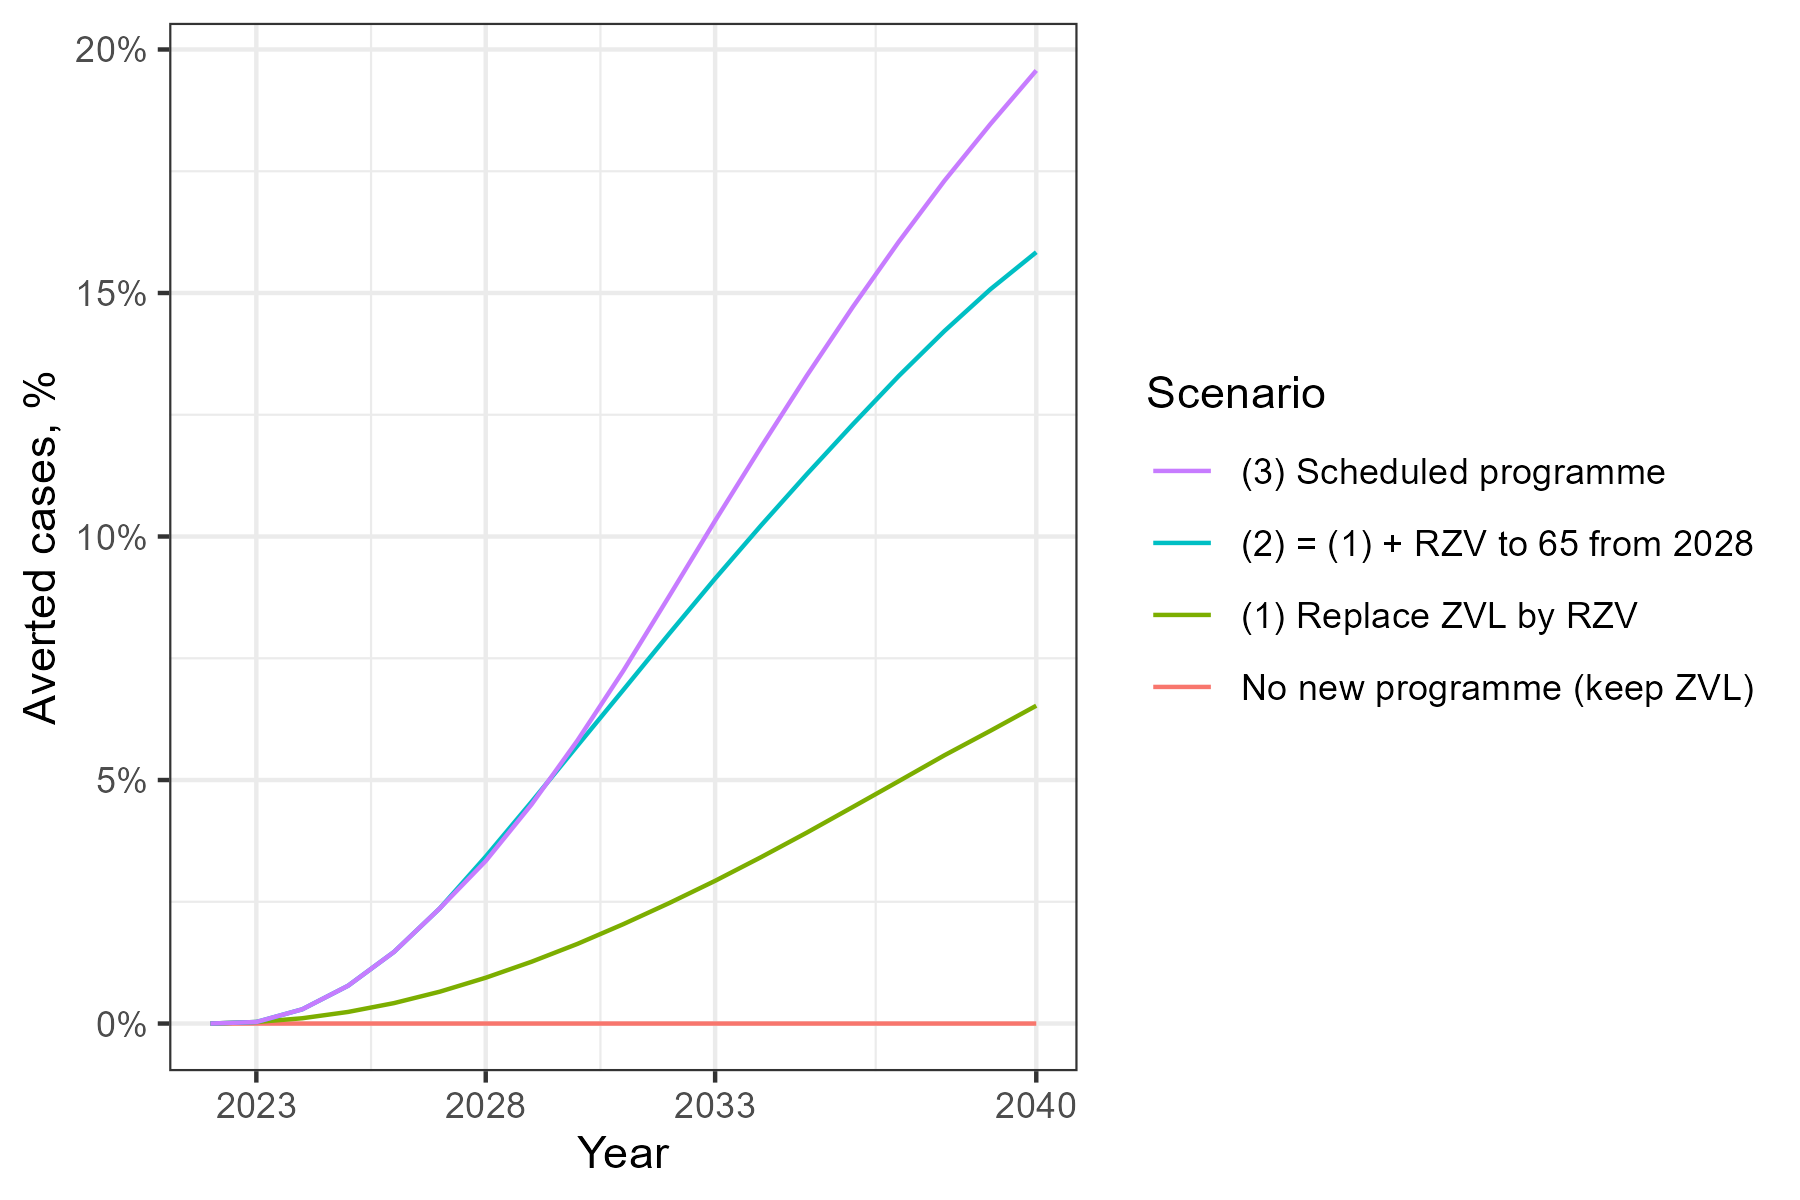 20%
15%
10%
5%
0%
Averted cases, %
2023
2028
2033
2040
Year
Scenario
(3) Scheduled programme
(2) = (1) + RZV to 65 from 2028
(1) Replace ZVL by RZV
No new programme (keep ZVL)